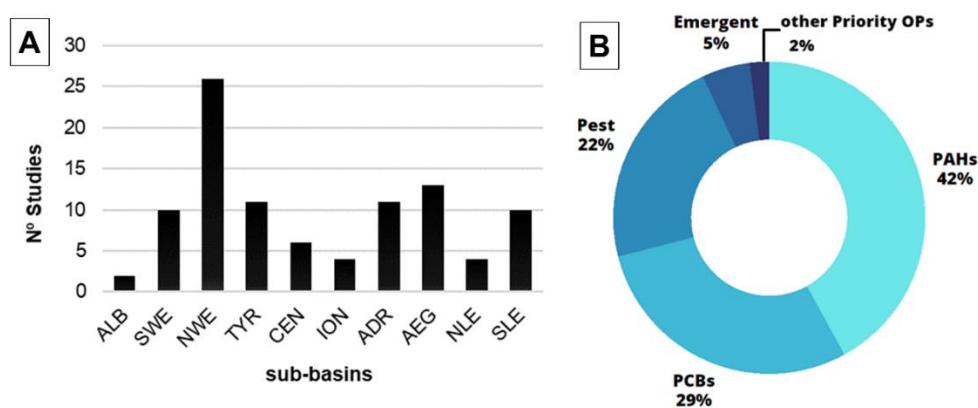 A
30
25
20
15
10
5
0
Nº Studies
ALB
SWE
NWE
TYR
CEN
ION
ADR
AEG
NLE
SLE
sub-basins
B
Emergent
5%
other Priority OPs
2%
Pest
22%
PAHs
42%
PCBs
29%